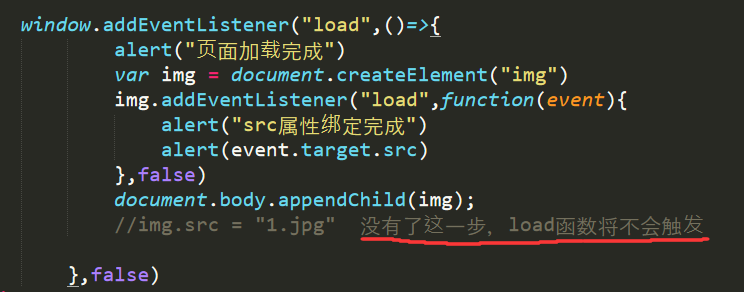 window.addEventListener("load",()=>{
alert("页面加载完成")
var img = document.createElement("img")
img.addEventListener("load",function(event){
alert("src属性绑定完成")
alert(event.target.src)
},false)
document.body.appendChild(img);
//img.src = "1.jpg" 没有了这一步，load函数将不会触发
},false)